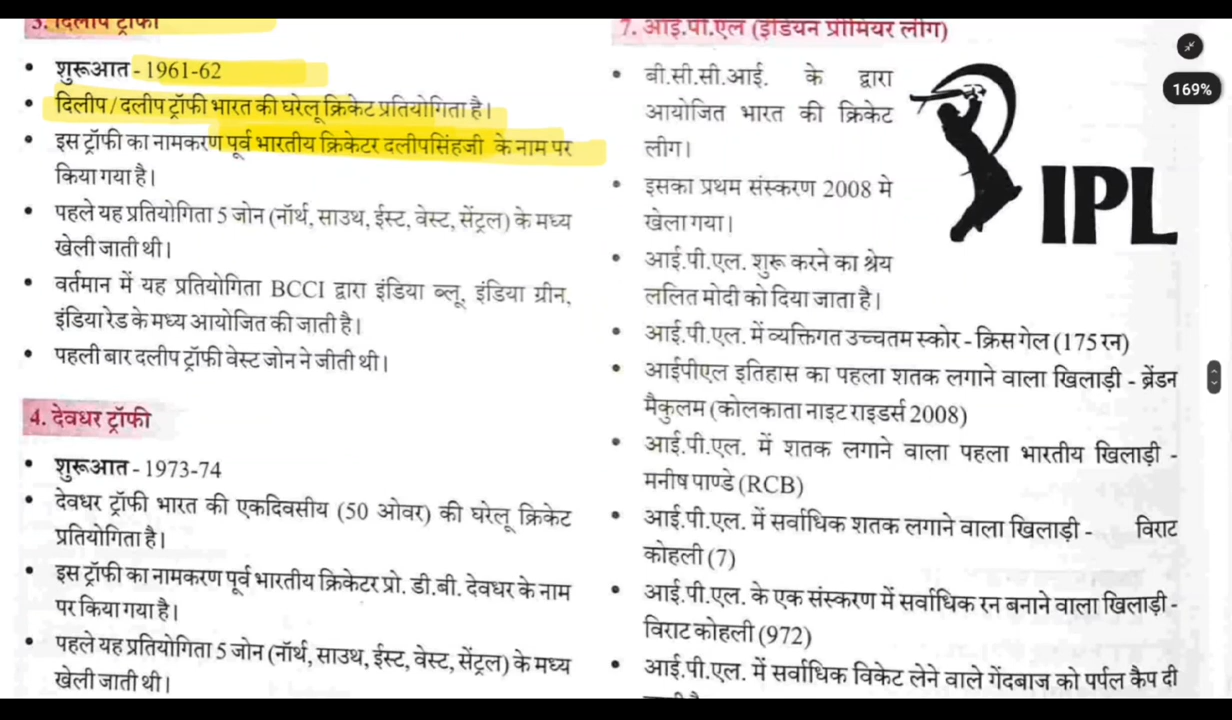 3. दिलीप ट्रॉफी
• शुरूआत - 1961-62
• दिलीप / दलीप ट्रॉफी भारत की घरेलू क्रिकेट प्रतियोगिता है।
• इस ट्रॉफी का नामकरण पूर्व भारतीय क्रिकेटर दलीपसिंहजी के नाम पर
किया गया है।
• पहले यह प्रतियोगिता 5 जोन (नॉर्थ, साउथ, ईस्ट, वेस्ट, सेंट्रल) के मध्य
खेली जाती थी।
• वर्तमान में यह प्रतियोगिता BCCI द्वारा इंडिया ब्लू, इंडिया ग्रीन,
इंडिया रेड के मध्य आयोजित की जाती है।
• पहली बार दलीप ट्रॉफी वेस्ट जोन ने जीती थी।
4. देवधर ट्रॉफी
• शुरूआत - 1973-74
• देवधर ट्रॉफी भारत की एकदिवसीय (50 ओवर) की घरेलू क्रिकेट
प्रतियोगिता है।
• इस ट्रॉफी का नामकरण पूर्व भारतीय क्रिकेटर प्रो. डी.बी. देवधर के नाम
पर किया गया है।
• पहले यह प्रतियोगिता 5 जोन (नॉर्थ, साउथ, ईस्ट, वेस्ट, सेंट्रल) के मध्य
खेली जाती थी।
7. आई.पी.एल (इंडियन प्रीमियर लीग)
• बी.सी.सी.आई. के द्वारा
आयोजित भारत की क्रिकेट
लीग।
• इसका प्रथम संस्करण 2008 मे
खेला गया।
• आई.पी.एल. शुरू करने का श्रेय
ललित मोदी को दिया जाता है।
IPL
• आई.पी.एल. में व्यक्तिगत उच्चतम स्कोर - क्रिस गेल (175 रन)
• आईपीएल इतिहास का पहला शतक लगाने वाला खिलाड़ी - ब्रेंडन
मैकुलम (कोलकाता नाइट राइडर्स 2008)
• आई.पी.एल. में शतक लगाने वाला पहला भारतीय खिलाड़ी -
मनीष पाण्डे (RCB)
• आई.पी.एल. में सर्वाधिक शतक लगाने वाला खिलाड़ी - विराट
कोहली (7)
• आई.पी.एल. के एक संस्करण में सर्वाधिक रन बनाने वाला खिलाड़ी -
विराट कोहली (972)
• आई.पी.एल. में सर्वाधिक विकेट लेने वाले गेंदबाज को पर्पल कैप दी
169%